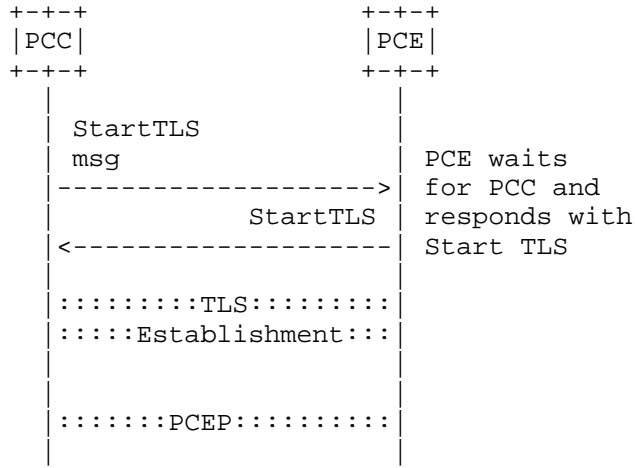 +-+-+                 +-+-+
|PCC|                 |PCE|
+-+-+                 +-+-+
  |                     |
  | StartTLS            |
  | msg                 | PCE waits
  |-------------------->| for PCC and
  |            StartTLS | responds with
  |<--------------------| Start TLS
  |                     |
  |:::::::::TLS:::::::::|
  |:::::Establishment:::|
  |                     |
  |                     |
  |:::::::PCEP::::::::::|
  |                     |